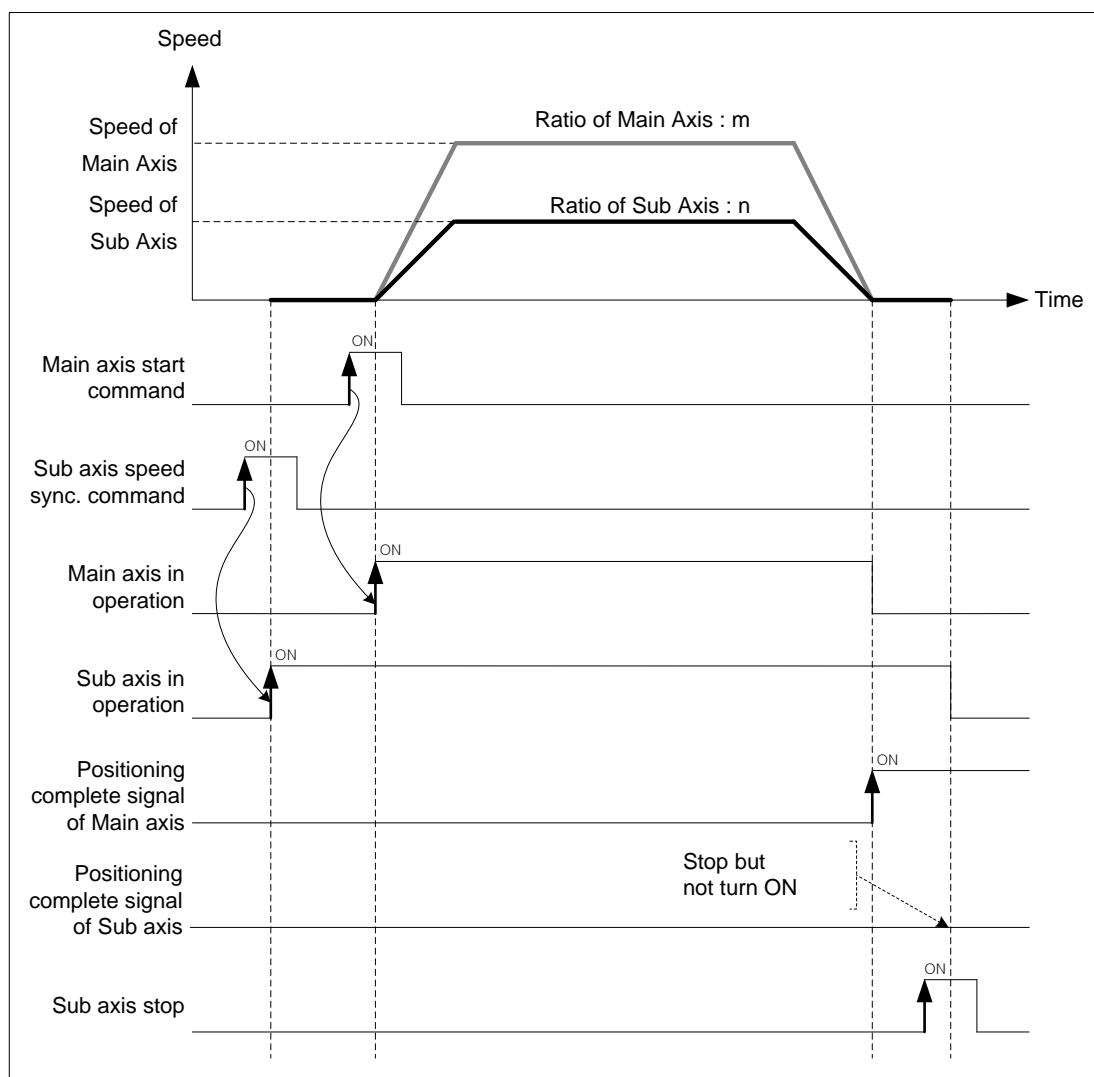 Speed
Speed of
Main Axis
Ratio of Main Axis : m
Speed of
Sub Axis
Ratio of Sub Axis : n
Time
Main axis start
command
ON
Sub axis speed
sync. command
ON
Main axis in
operation
ON
Sub axis in
operation
ON
Positioning
complete signal
of Main axis
ON
Positioning
complete signal
of Sub axis
Stop but
not turn ON
Sub axis stop
ON